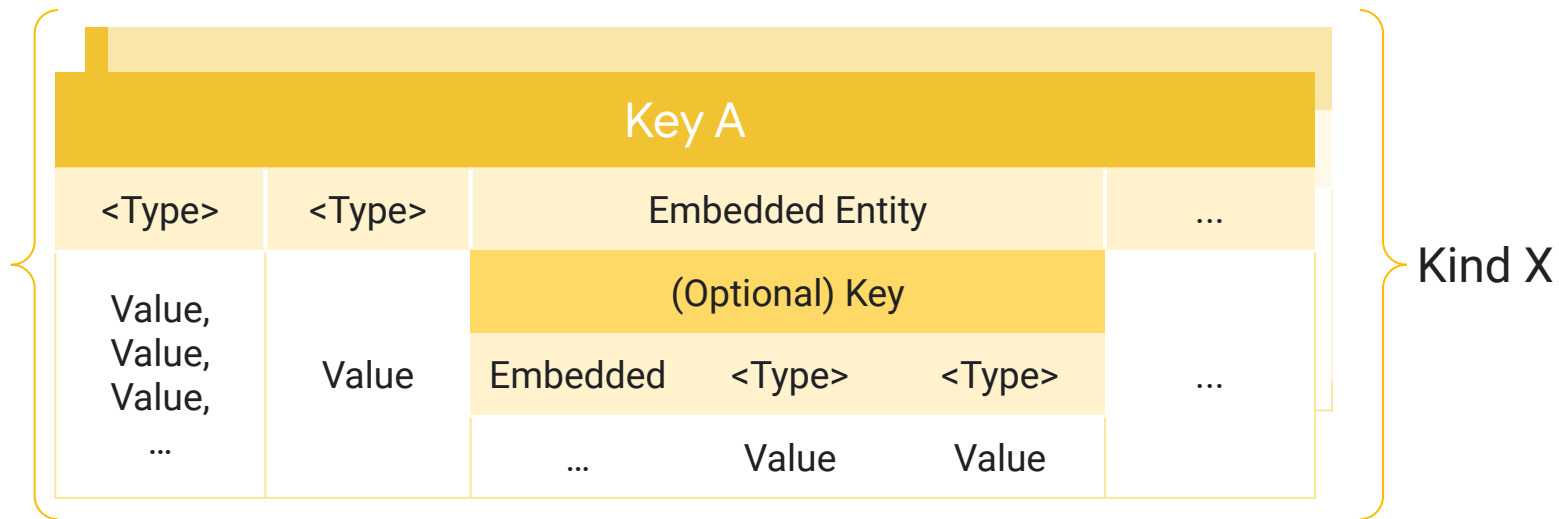 Key A
<Type> <Type> Embedded Entity ...
(Optional) Key
Value,
Value,
Value,
…
Value
Embedded <Type> <Type>
... Value Value
...
Kind X